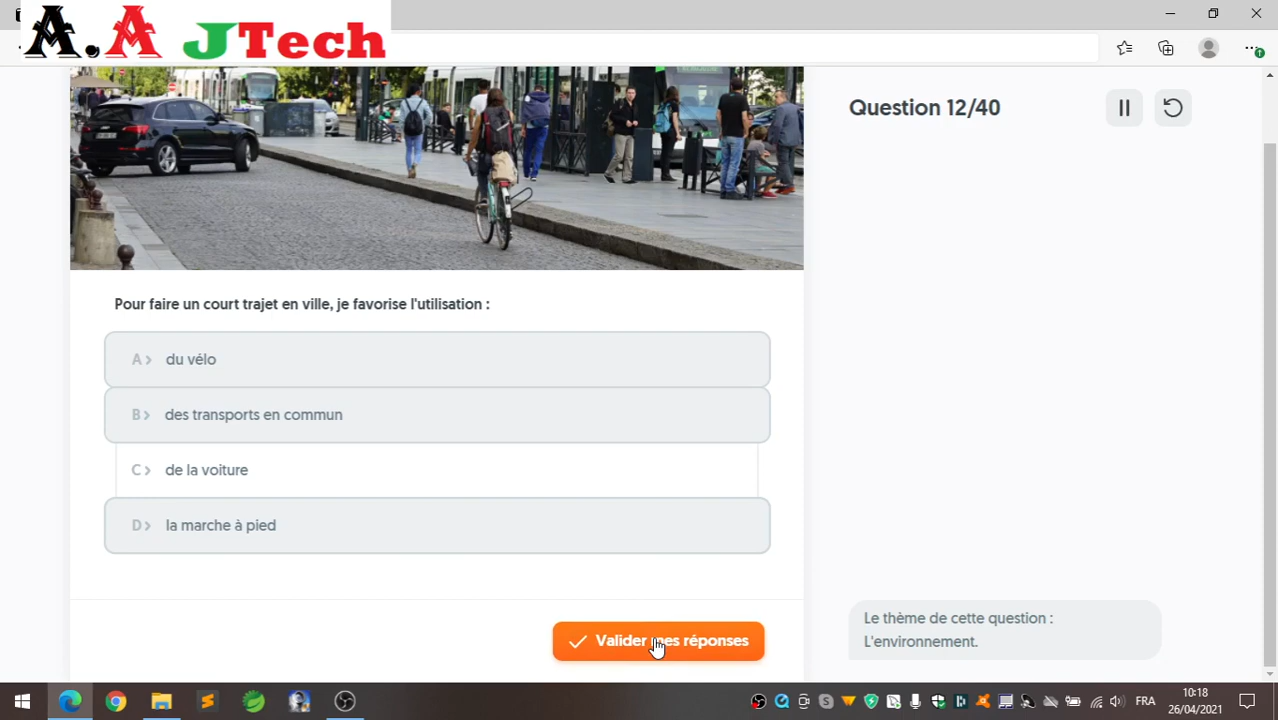 A.A JTech
Question 12/40
Pour faire un court trajet en ville, je favorise l'utilisation :
A du vélo
B des transports en commun
C de la voiture
D la marche à pied
Valider mes réponses
Le thème de cette question :
L'environnement.
FRA
10:18
26/04/2021